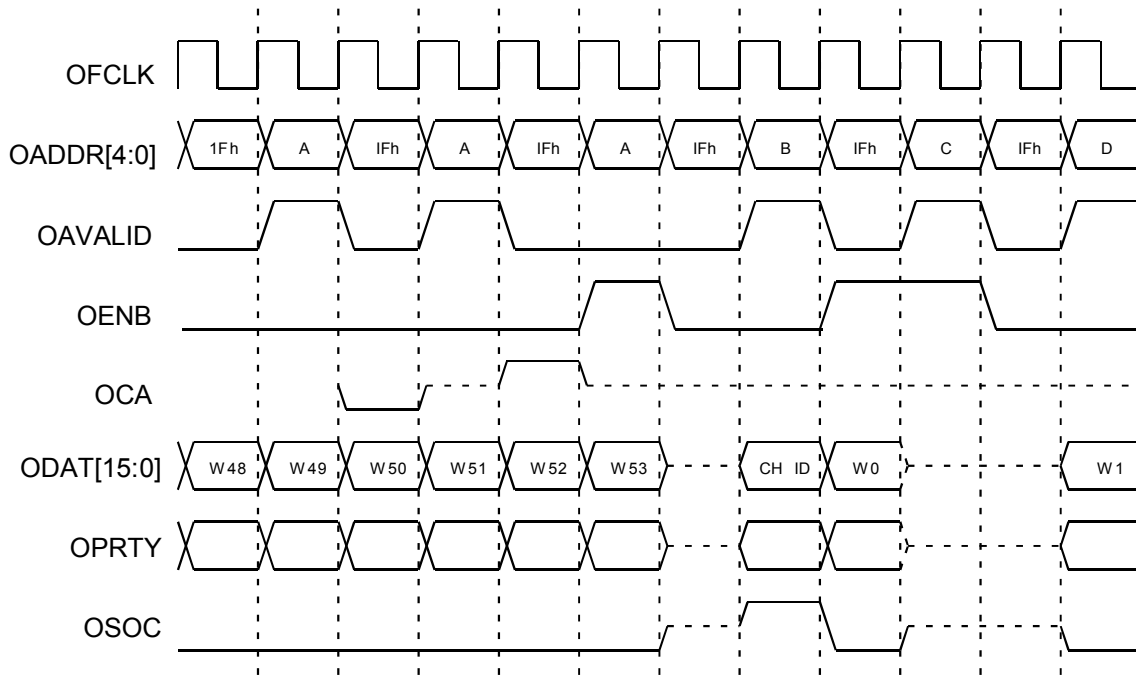 OFCLK
OADDR[4:0] 1Fh A IFh A IFh A IFh B IFh C IFh D
OAVALID
OENB
OCA
ODAT[15:0] W48 W49 W50 W51 W52 W53 CH ID W0 W1
OPRTY
OSOC